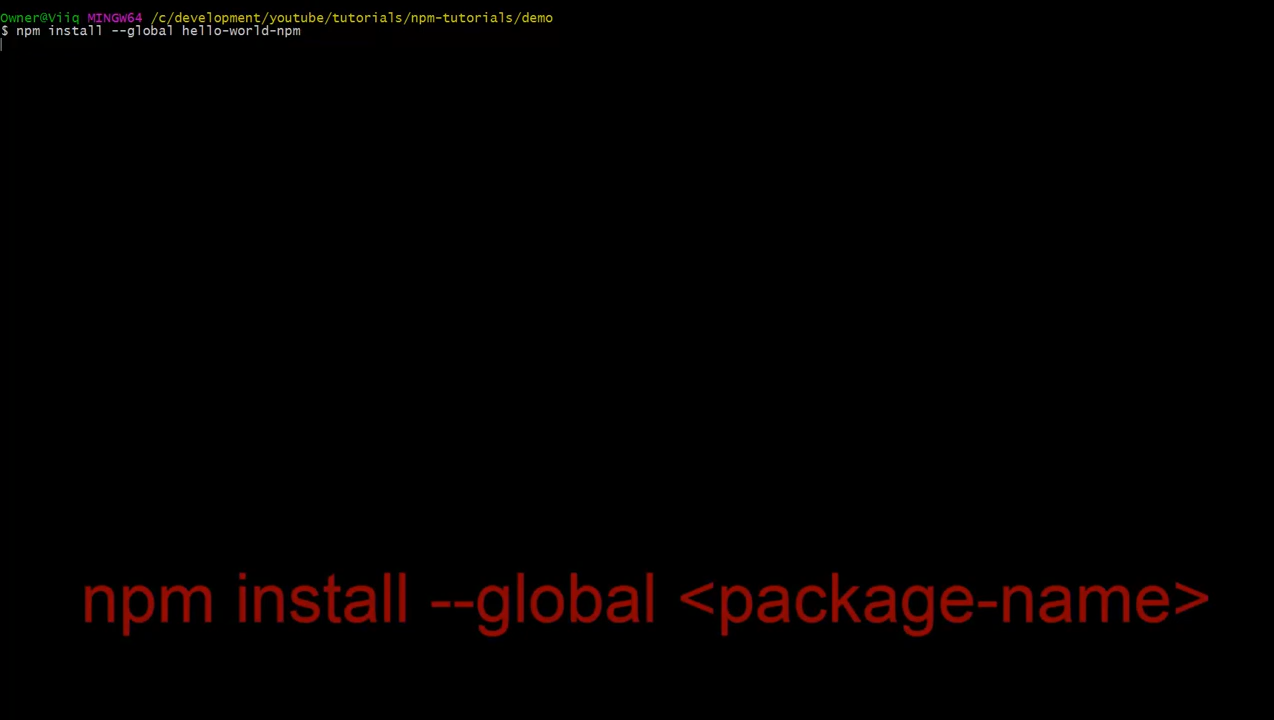 Owner@Viiq MINGW64 /c/development/youtube/tutorials/npm-tutorials/demo
$ npm install --global hello-world-npm
npm install --global <package-name>